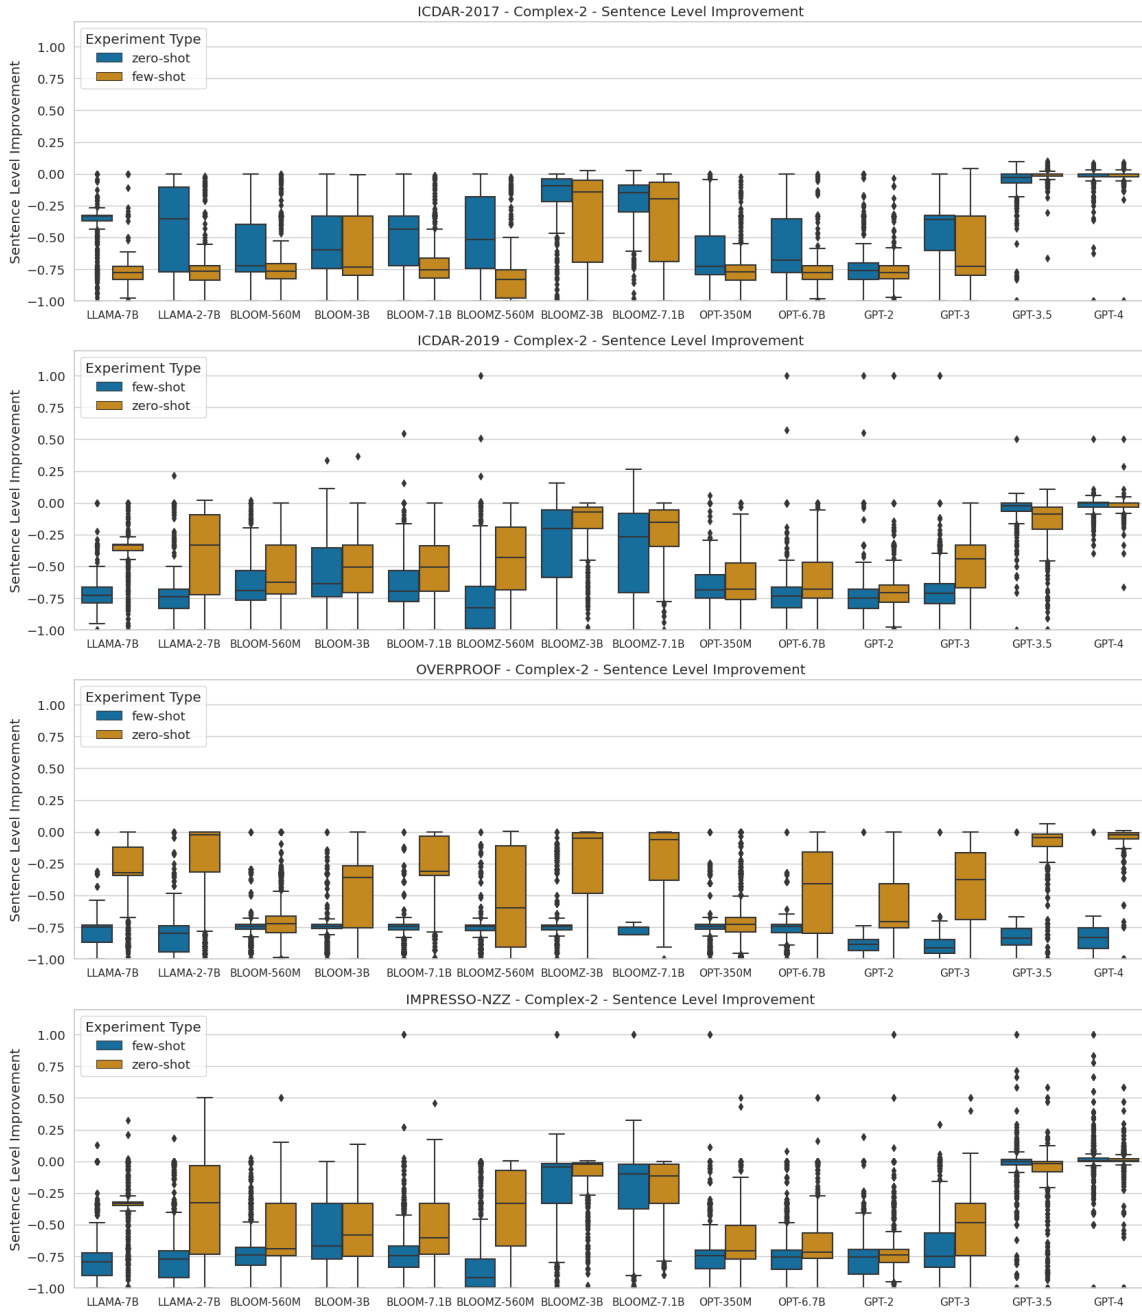 ICDAR-2017 - Complex-2 - Sentence Level Improvement
Sentence Level Improvement
1.00
0.75
0.50
0.25
0.00
−0.25
−0.50
−0.75
−1.00
Experiment Type
zero-shot
few-shot
LLAMA-7B LLAMA-2-7B BLOOM-560M BLOOM-3B BLOOM-7.1B BLOOMZ-560M BLOOMZ-3B BLOOMZ-7.1B OPT-350M OPT-6.7B GPT-2 GPT-3 GPT-3.5 GPT-4
ICDAR-2019 - Complex-2 - Sentence Level Improvement
Sentence Level Improvement
1.00
0.75
0.50
0.25
0.00
−0.25
−0.50
−0.75
−1.00
Experiment Type
few-shot
zero-shot
LLAMA-7B LLAMA-2-7B BLOOM-560M BLOOM-3B BLOOM-7.1B BLOOMZ-560M BLOOMZ-3B BLOOMZ-7.1B OPT-350M OPT-6.7B GPT-2 GPT-3 GPT-3.5 GPT-4
OVERPROOF - Complex-2 - Sentence Level Improvement
Sentence Level Improvement
1.00
0.75
0.50
0.25
0.00
−0.25
−0.50
−0.75
−1.00
Experiment Type
few-shot
zero-shot
LLAMA-7B LLAMA-2-7B BLOOM-560M BLOOM-3B BLOOM-7.1B BLOOMZ-560M BLOOMZ-3B BLOOMZ-7.1B OPT-350M OPT-6.7B GPT-2 GPT-3 GPT-3.5 GPT-4
IMPRESSO-NZZ - Complex-2 - Sentence Level Improvement
Sentence Level Improvement
1.00
0.75
0.50
0.25
0.00
−0.25
−0.50
−0.75
−1.00
Experiment Type
few-shot
zero-shot
LLAMA-7B LLAMA-2-7B BLOOM-560M BLOOM-3B BLOOM-7.1B BLOOMZ-560M BLOOMZ-3B BLOOMZ-7.1B OPT-350M OPT-6.7B GPT-2 GPT-3 GPT-3.5 GPT-4